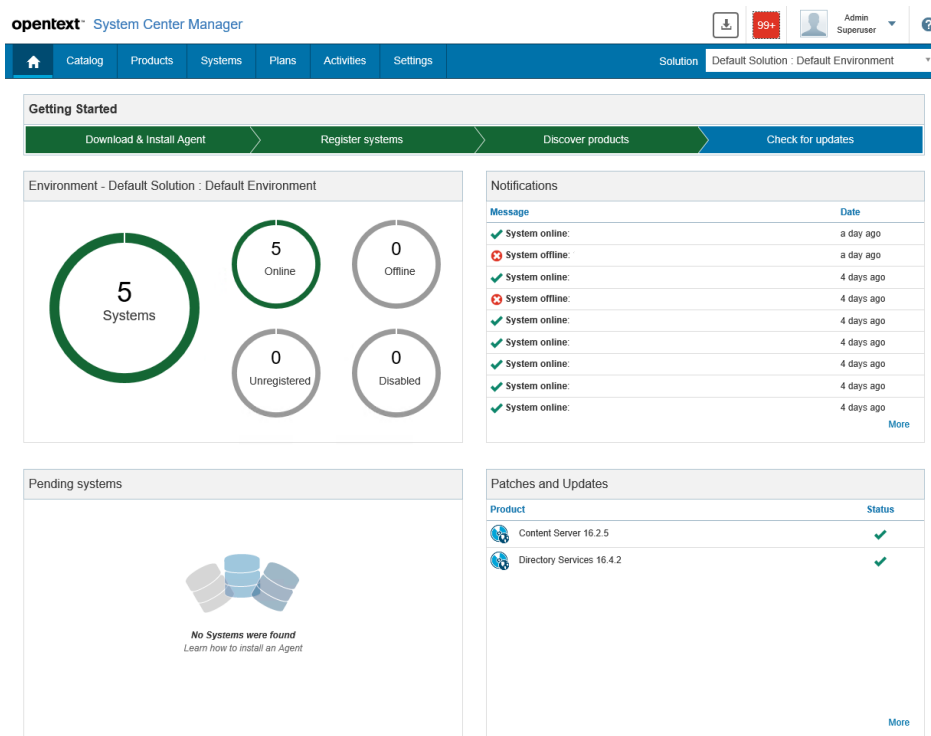 opentext™ System Center Manager
99+
Admin
Superuser
?
Catalog Products Systems Plans Activities Settings
Solution Default Solution : Default Environment
Getting Started
Download & Install Agent Register systems Discover products Check for updates
Environment - Default Solution : Default Environment
5
Systems
5
Online
0
Offline
0
Unregistered
0
Disabled
Notifications
Message Date
System online: a day ago
System offline: a day ago
System online: 4 days ago
System offline: 4 days ago
System online: 4 days ago
System online: 4 days ago
System online: 4 days ago
System online: 4 days ago
System online: 4 days ago
More
Pending systems
No Systems were found
Learn how to install an Agent
Patches and Updates
Product Status
Content Server 16.2.5
Directory Services 16.4.2
More